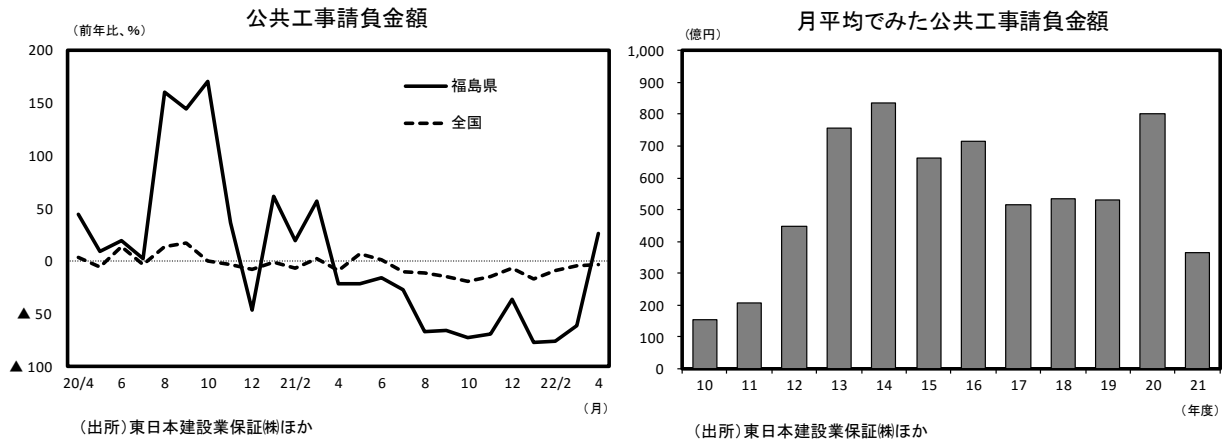 公共工事請負金額
（前年比、%）
200
150
100
50
0
▲ 50
▲ 100
福島県
全国
20/4 6 8 10 12 21/2 4 6 8 10 12 22/2 4
（月）
（出所）東日本建設業保証㈱ほか
月平均でみた公共工事請負金額
（億円）
1,000
900
800
700
600
500
400
300
200
100
0
10 11 12 13 14 15 16 17 18 19 20 21
（年度）
（出所）東日本建設業保証㈱ほか